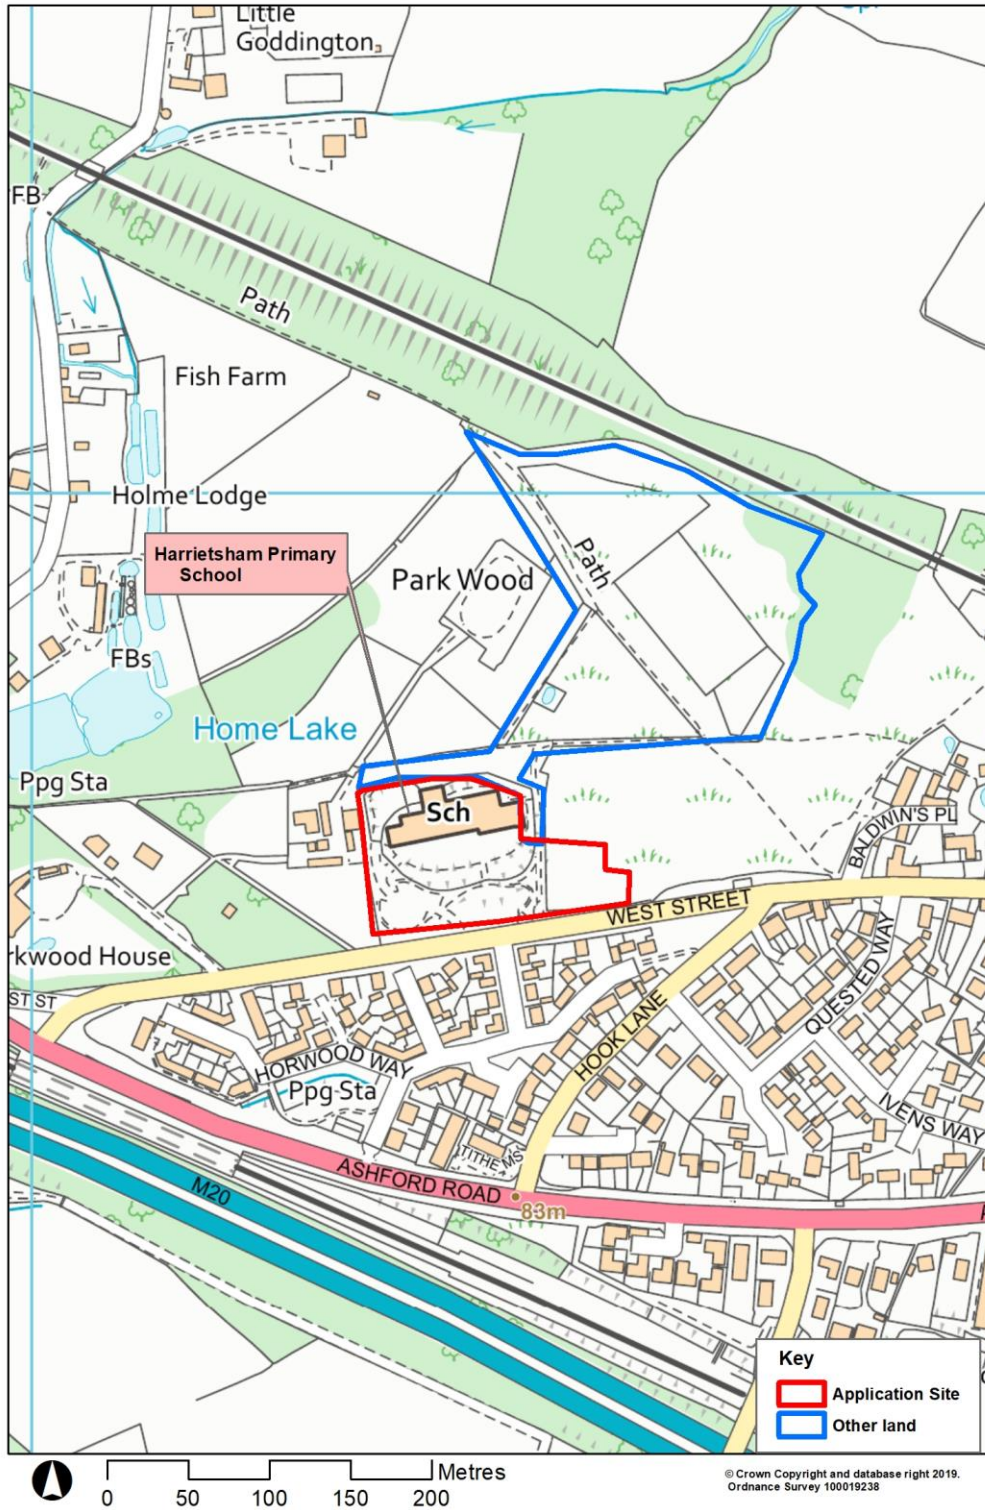 Little
Goddington
FB
Path
Fish Farm
Holme Lodge
Harrietsham Primary
School
Path
Park Wood
FBs
Home Lake
Ppg Sta
Sch
BALDWIN'S PL
WEST STREET
rkwood House
QUESTED WAY
ST ST
HOOK LANE
HORWOOD WAY
Ppg Sta
IVENS WAY
TITHE MS
ASHFORD ROAD
M20
83m
Key
Application Site
Other land
Metres
0 50 100 150 200
© Crown Copyright and database right 2019.
Ordnance Survey 100019238